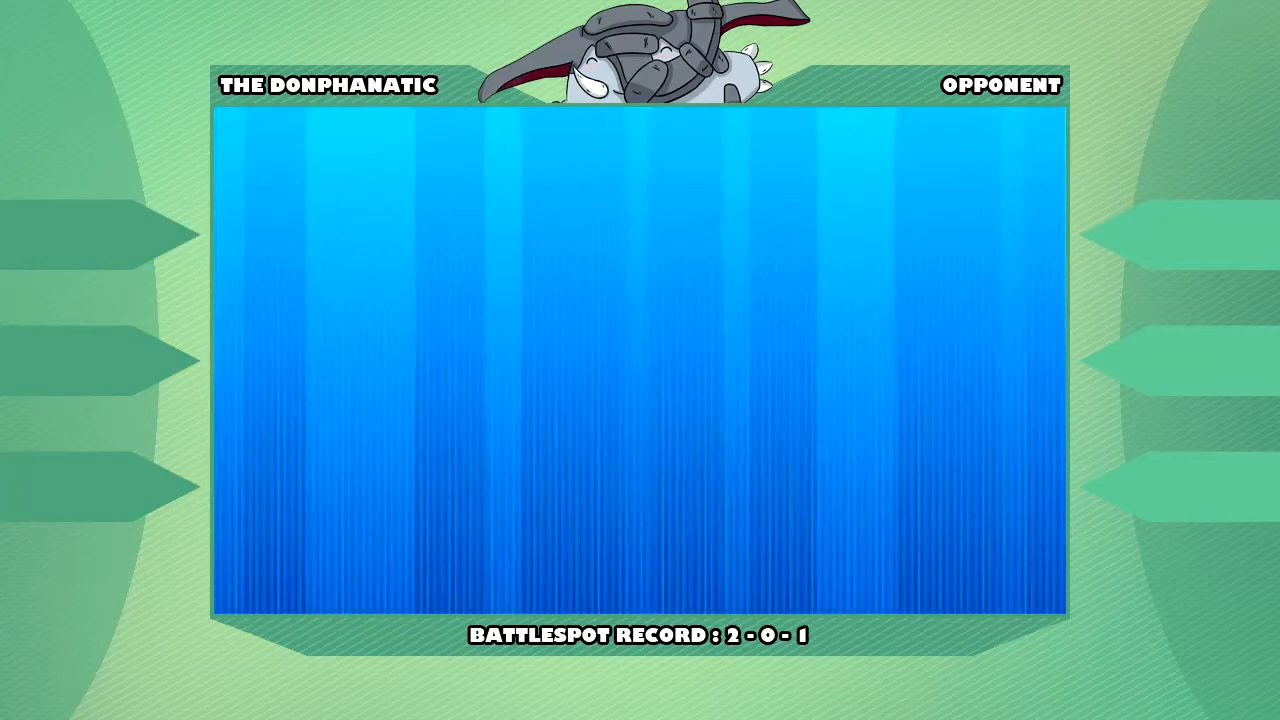 THE DONPHANATIC
OPPONENT
BATTLESPOT RECORD : 2 - 0 - 1